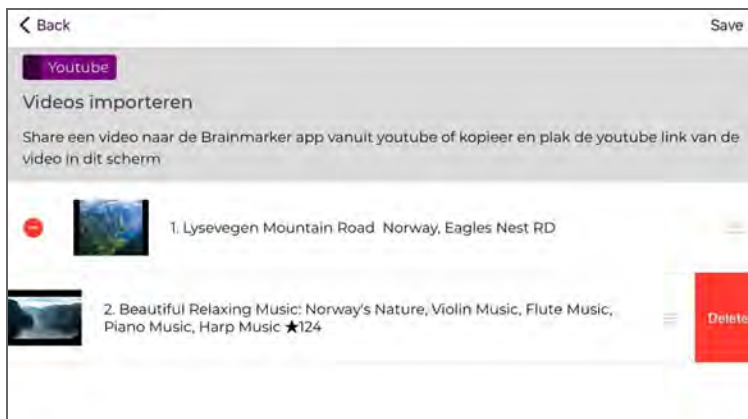 Back
Save
Youtube
Videos importeren
Share een video naar de Brainmarker app vanuit youtube of kopieer en plak de youtube link van de
video in dit scherm
1. Lysevegen Mountain Road Norway, Eagles Nest RD
2. Beautiful Relaxing Music: Norway's Nature, Violin Music, Flute Music,
Piano Music, Harp Music ★124
Delete